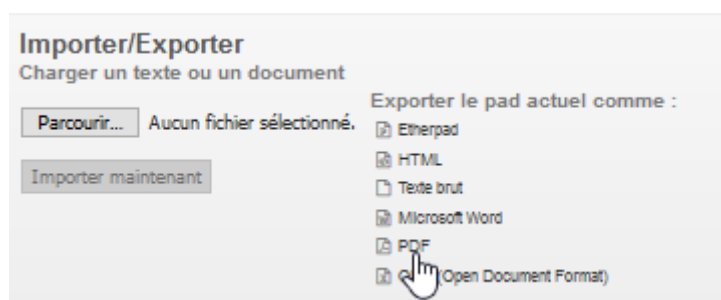 Importer/Exporter
Charger un texte ou un document
Parcourir... Aucun fichier sélectionné.
Importer maintenant
Exporter le pad actuel comme :
Etherpad
HTML
Texte brut
Microsoft Word
PDF
(Open Document Format)